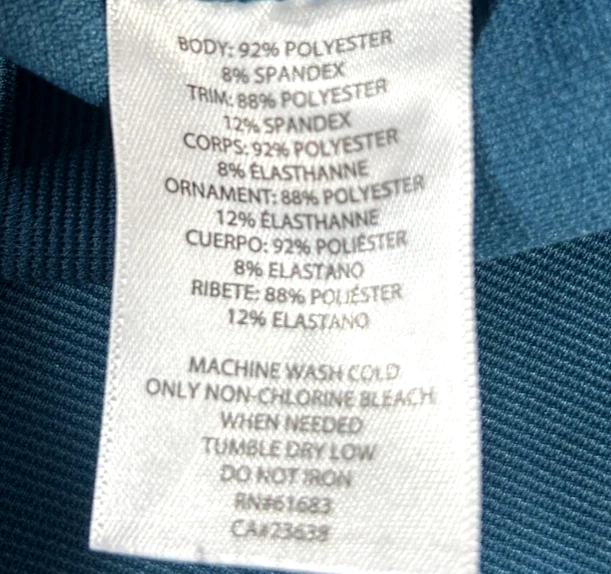 BODY: 92% POLYESTER
8% SPANDEX
TRIM: 88% POLYESTER
12% SPANDEX
CORPS: 92% POLYESTER
8% ÉLASTHANNE
ORNAMENT: 88% POLYESTER
12% ÉLASTHANNE
CUERPO: 92% POLIÉSTER
8% ELASTANO
RIBETE: 88% POLIÉSTER
12% ELASTANO
MACHINE WASH COLD
ONLY NON-CHLORINE BLEACH
WHEN NEEDED
TUMBLE DRY LOW
DO NOT IRON
RN#61683
CA#23638